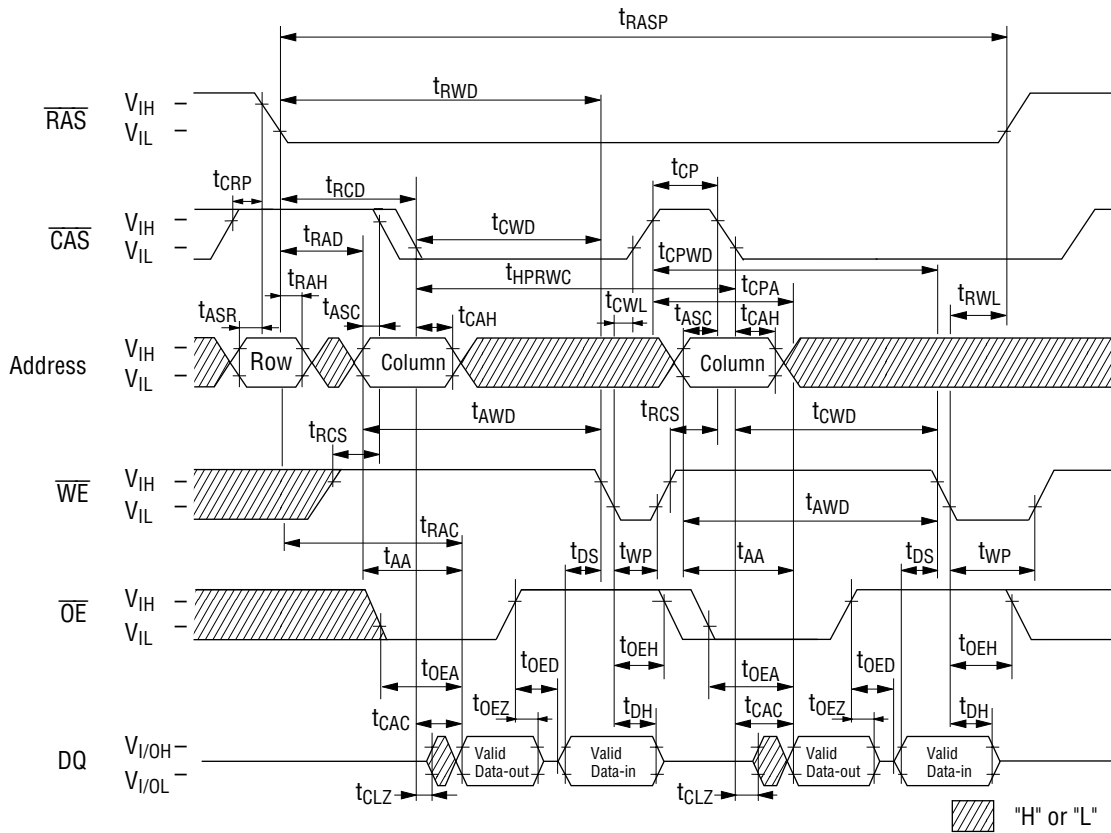 tRASP
tRWD
RAS
VIH
VIL
tCRP
tRCD
tCP
CAS
VIH
VIL
tCWD
tRAD
tCPWD
tHPRWC
tRAH
tCPA
tASR
tASC
tCAH
tCWL
tASC
tCAH
tRWL
Address
VIH
VIL
Row
Column
Column
tAWD
tRCS
tCWD
tRCS
WE
VIH
VIL
tRAC
tAWD
tAA
tDS
tWP
tAA
tDS
tWP
OE
VIH
VIL
tOEA
tOED
tOEH
tOEA
tOED
tOEH
tCAC
tOEZ
tDH
tCAC
tOEZ
tDH
DQ
VI/OH
VI/OL
Valid
Data-out
Valid
Data-in
Valid
Data-out
Valid
Data-in
tCLZ
tCLZ
"H" or "L"